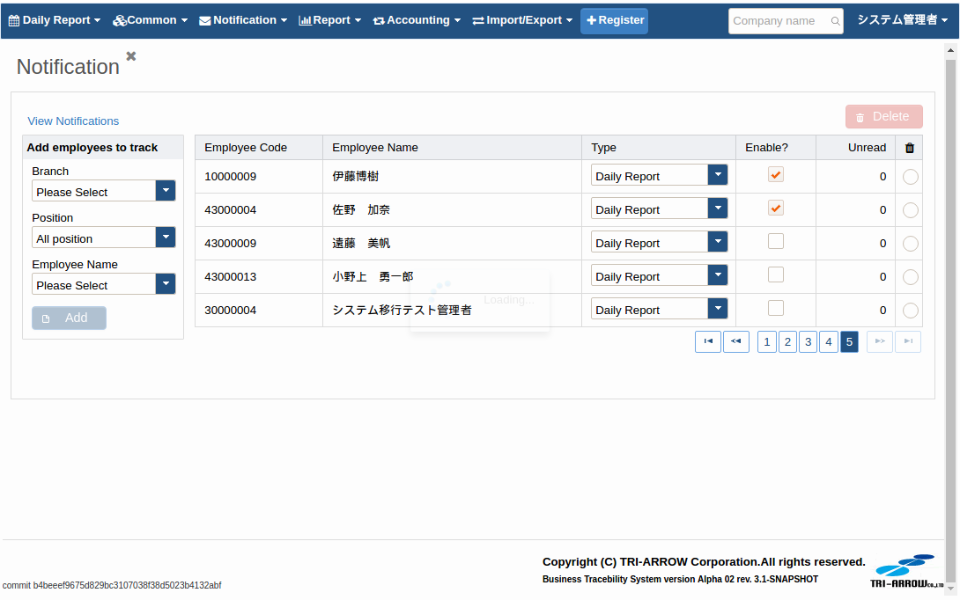 Daily Report Common Notification Report Accounting Import/Export Register Company name システム管理者
Notification
View Notifications
Delete
Add employees to track
Branch
Please Select
Position
All position
Employee Name
Please Select
Add
Employee Code Employee Name Type Enable? Unread
10000009 伊藤博樹 Daily Report 0
43000004 佐野 加奈 Daily Report 0
43000009 遠藤 美帆 Daily Report 0
43000013 小野上 勇一郎 Daily Report 0
30000004 システム移行テスト管理者 Daily Report 0
Loading...
1 2 3 4 5
Copyright (C) TRI-ARROW Corporation.All rights reserved.
Business Tracebility System version Alpha 02 rev. 3.1-SNAPSHOT
TRI-ARROW Co.,LTD
commit b4beeef9675d829bc3107038f38d5023b4132abf